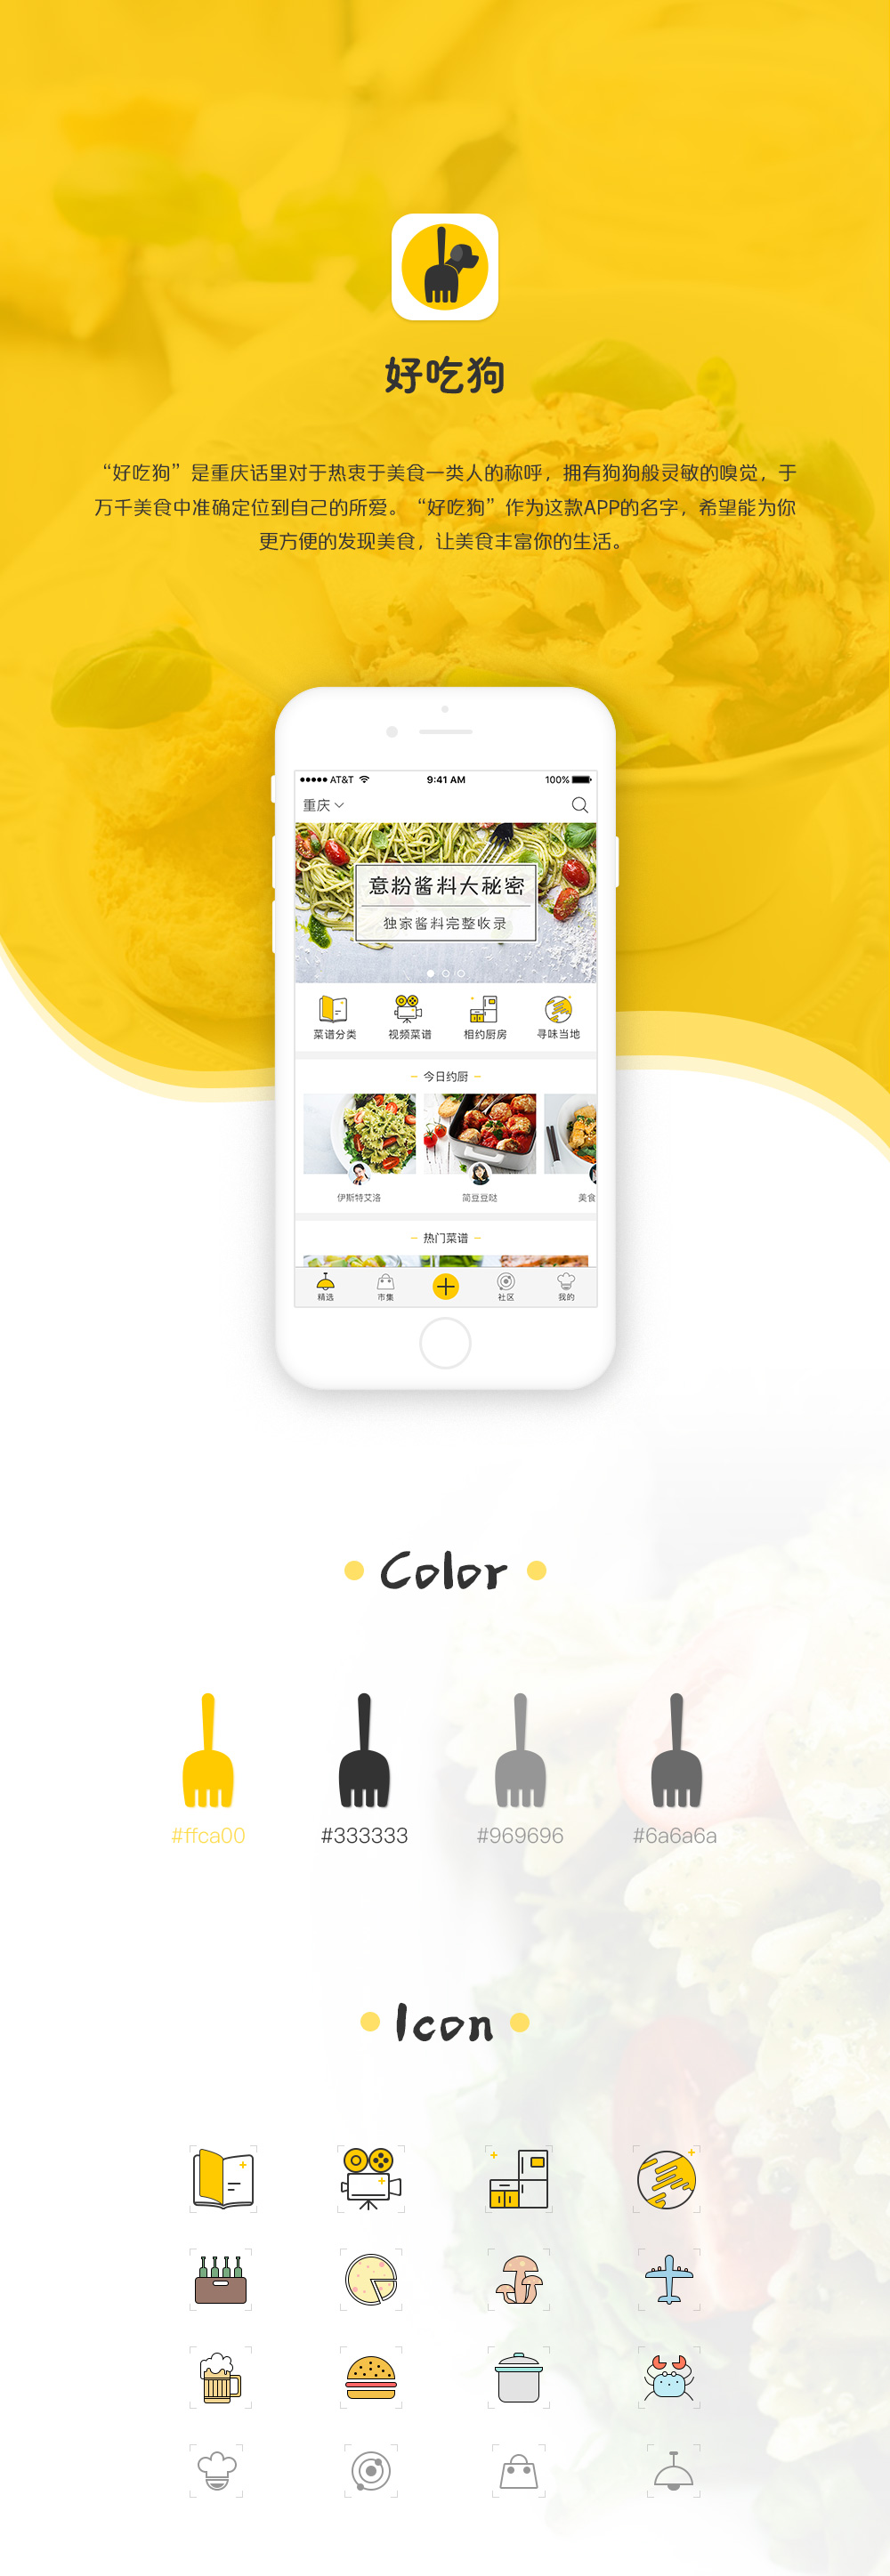 好吃狗
“好吃狗”是重庆话里对于热衷于美食一类人的称呼，拥有狗狗般灵敏的嗅觉，于
万千美食中准确定位到自己的所爱。“好吃狗”作为这款APP的名字，希望能为你
更方便的发现美食，让美食丰富你的生活。
AT&T 9:41 AM 100%
重庆
意粉酱料大秘密
独家酱料完整收录
菜谱分类 视频菜谱 相约厨房 寻味当地
今日约厨
伊斯特艾洛 简豆豆哒 美食
热门菜谱
精选 市集 社区 我的
Color
#ffca00 #333333 #969696 #6a6a6a
Icon